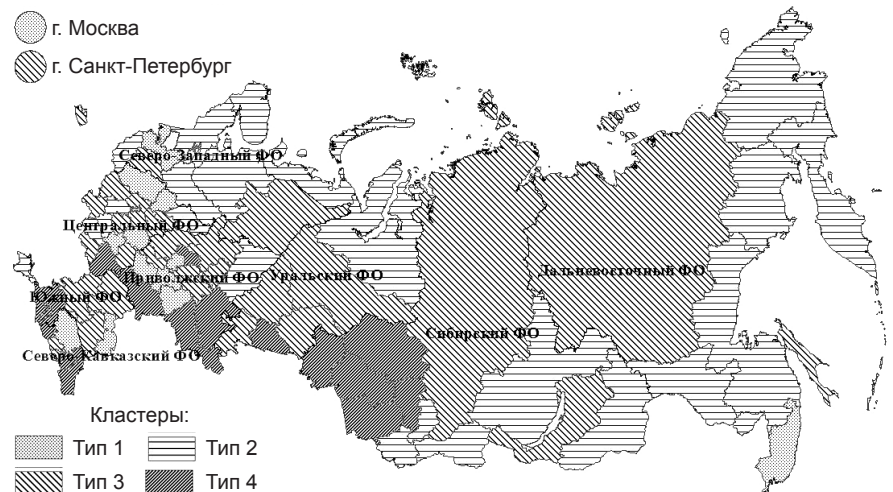 г. Москва
г. Санкт-Петербург
Северо-Западный ФО
Центральный ФО
Приволжский ФО
Уральский ФО
Дальневосточный ФО
Южный ФО
Сибирский ФО
Северо-Кавказский ФО
Кластеры:
Тип 1
Тип 2
Тип 3
Тип 4